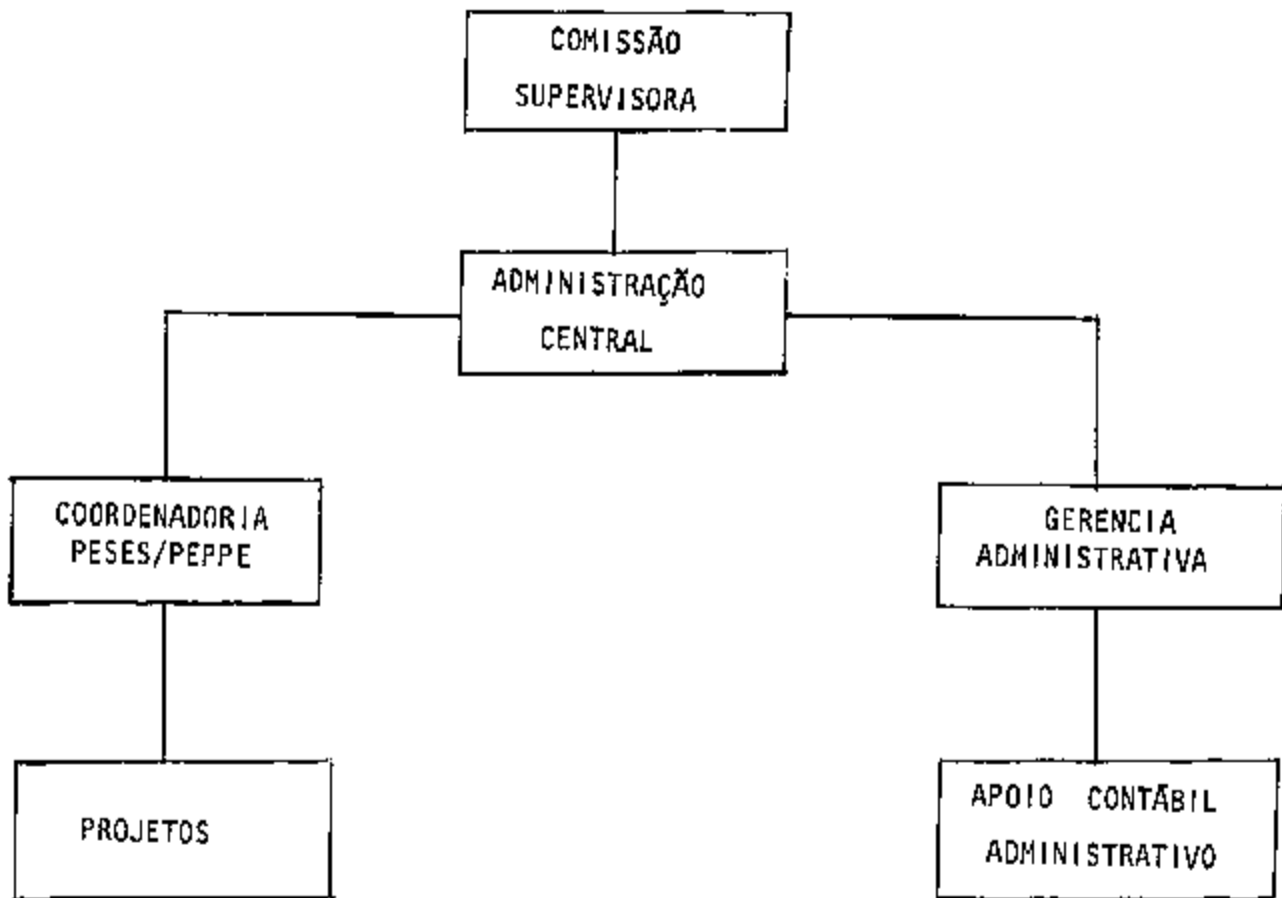 COMISSÃO
SUPERVISORA
ADMINISTRAÇÃO
CENTRAL
COORDENADORIA
PESES/PEPPE
GERENCIA
ADMINISTRATIVA
PROJETOS
APOIO CONTÁBIL
ADMINISTRATIVO